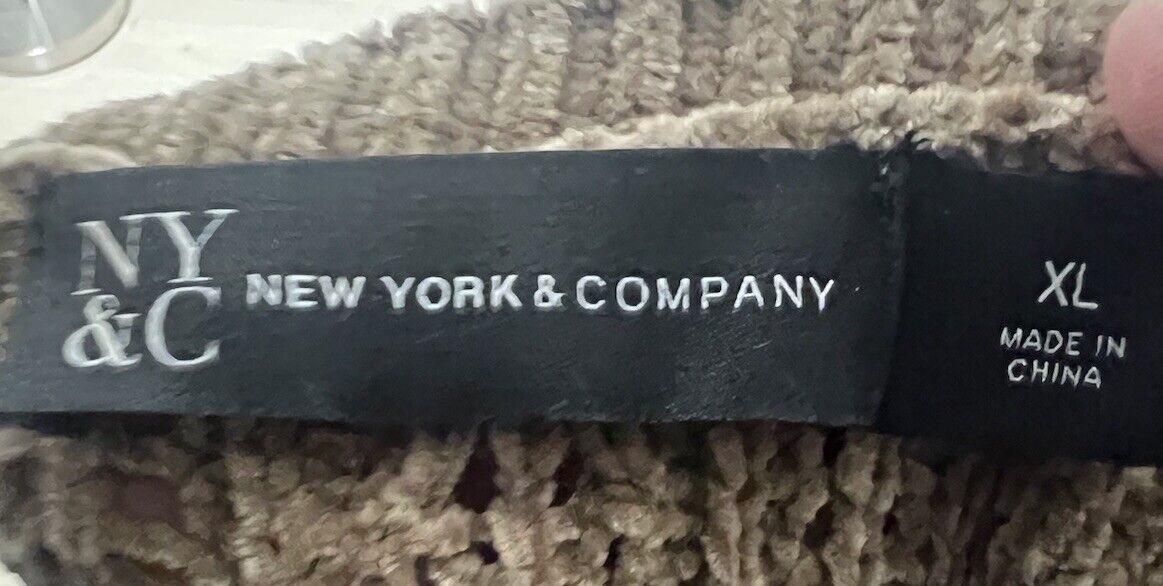 NY
&C
NEW YORK & COMPANY
XL
MADE IN
CHINA